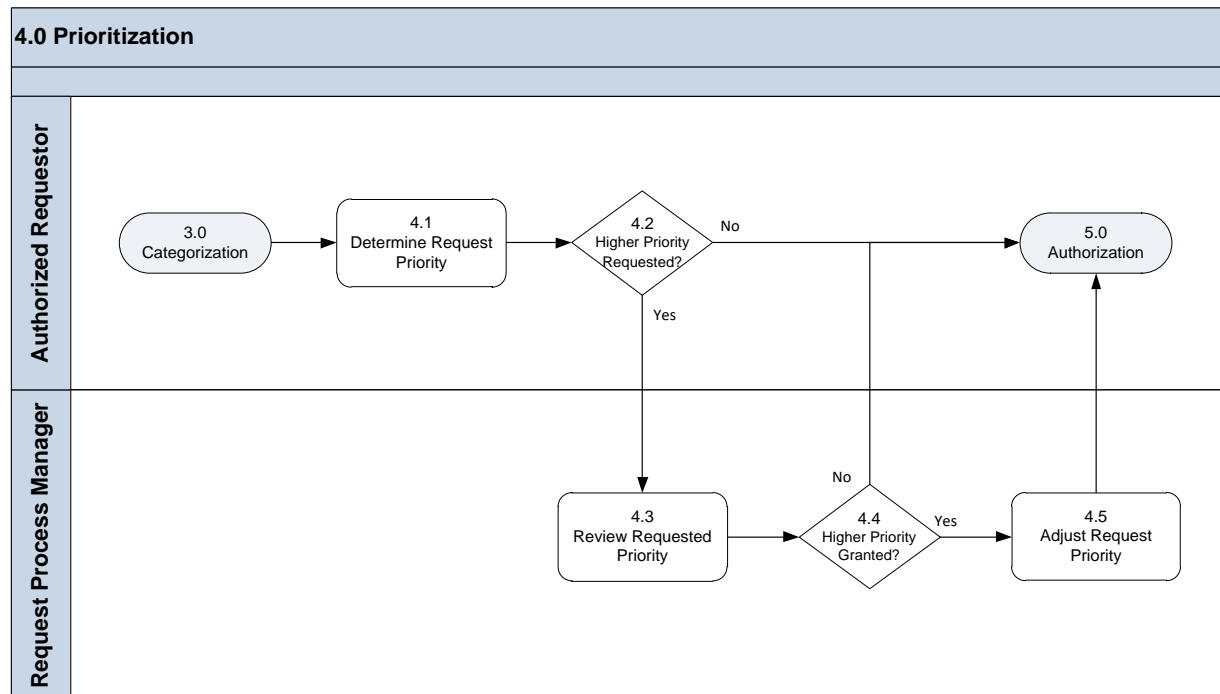 4.0 Prioritization
Authorized Requestor
3.0
Categorization
4.1
Determine Request
Priority
4.2
Higher Priority
Requested?
No
Yes
5.0
Authorization
Request Process Manager
4.3
Review Requested
Priority
No
4.4
Higher Priority
Granted?
Yes
4.5
Adjust Request
Priority